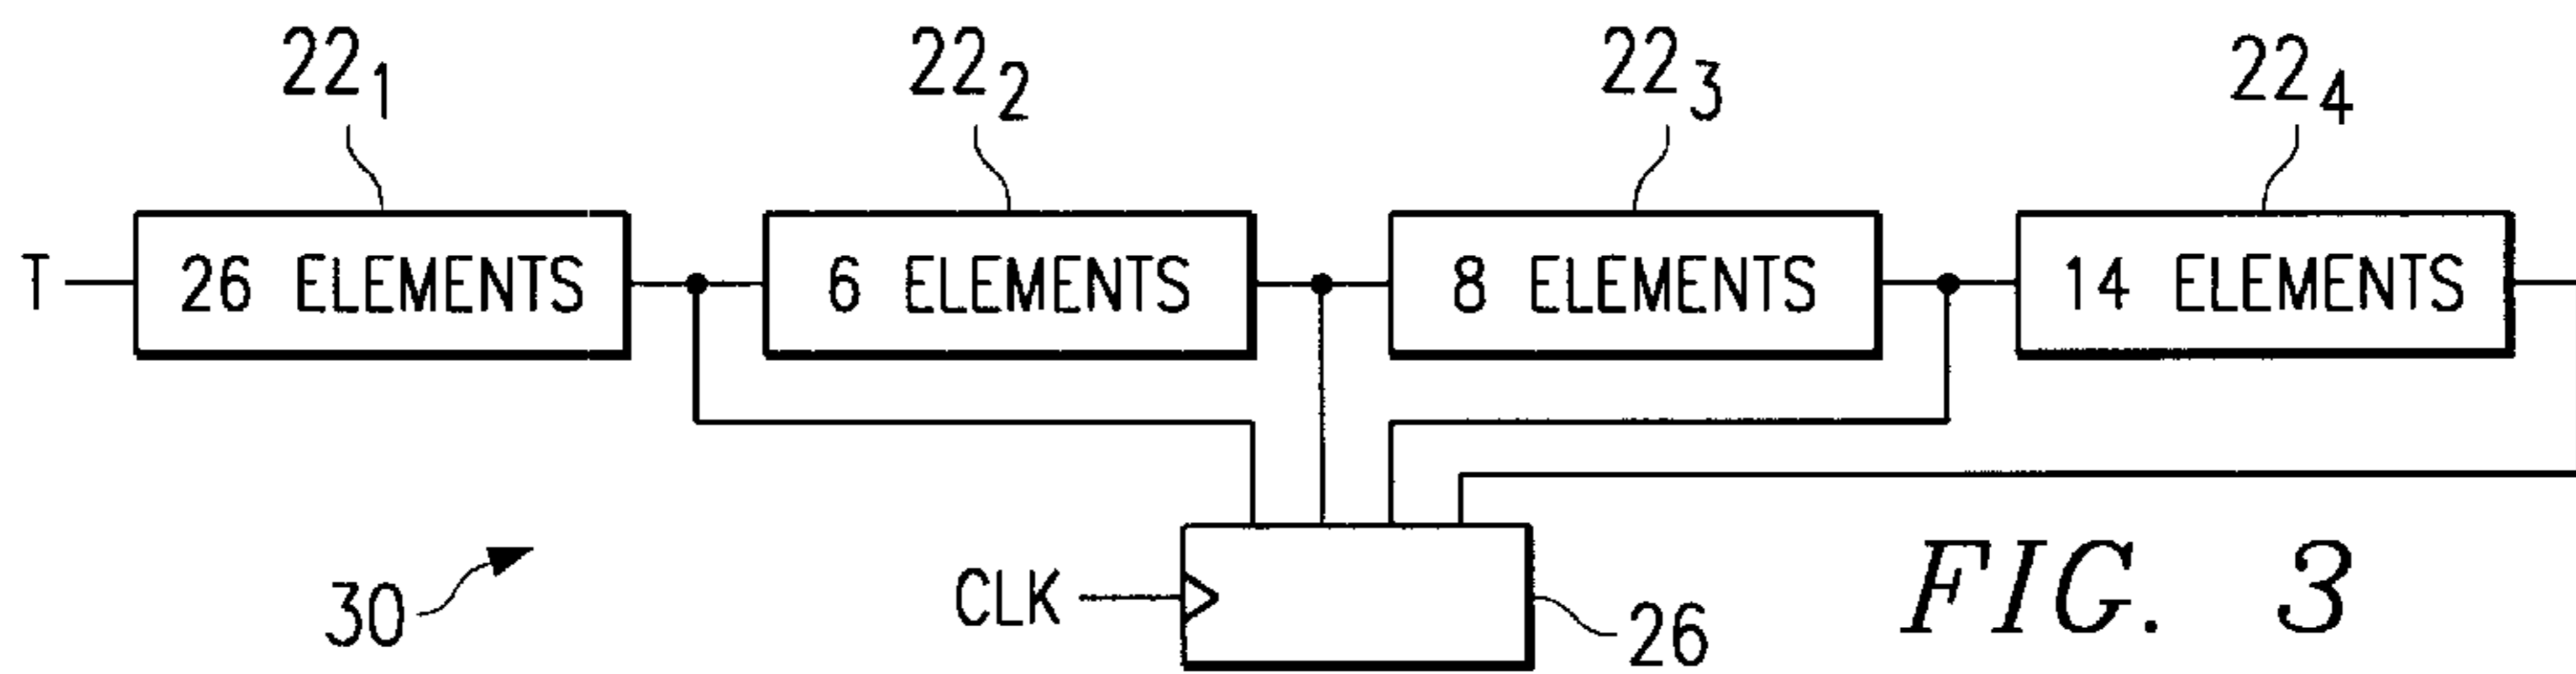 22₁ 22₂ 22₃ 22₄
T 26 ELEMENTS 6 ELEMENTS 8 ELEMENTS 14 ELEMENTS
30 CLK 26 FIG. 3